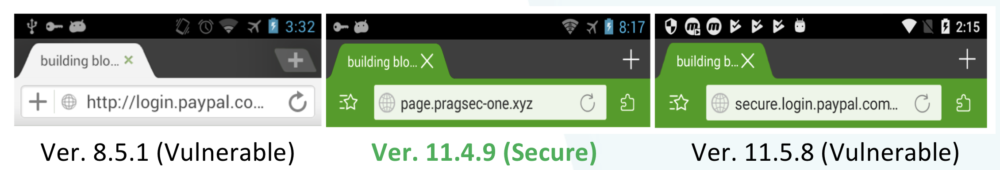 3:32
building blo...
http://login.paypal.co...
Ver. 8.5.1 (Vulnerable)
8:17
building blo...
page.pragsec-one.xyz
Ver. 11.4.9 (Secure)
m m 2:15
building b...
secure.login.paypal.com...
Ver. 11.5.8 (Vulnerable)